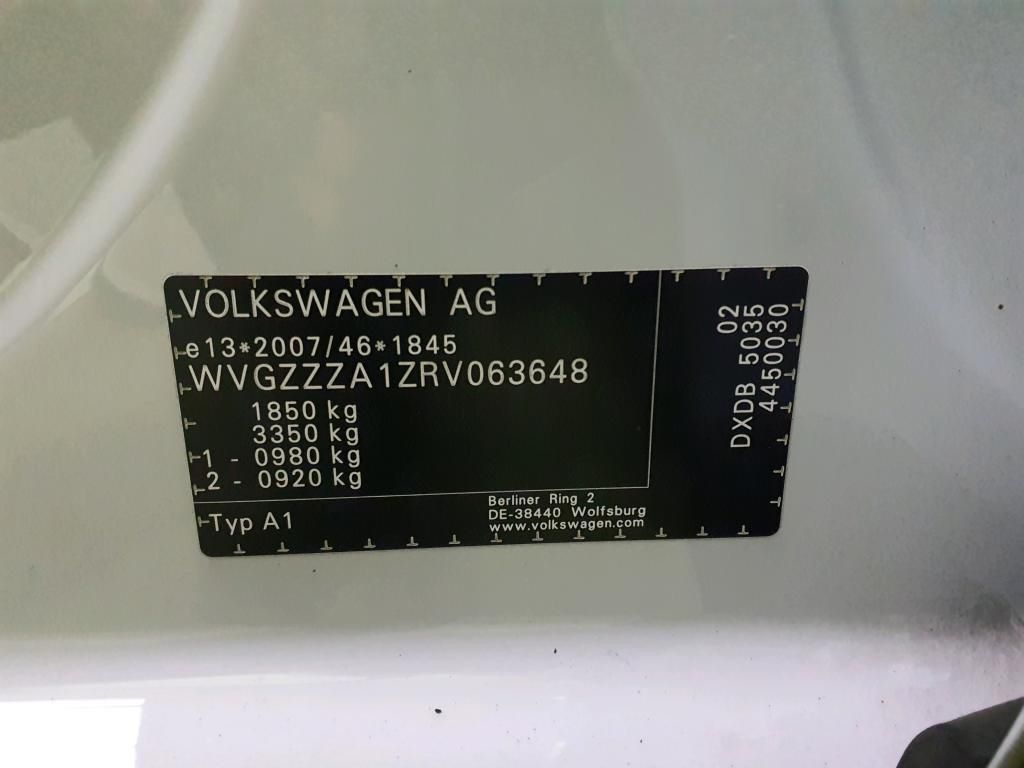 VOLKSWAGEN AG
e13*2007/46*1845
WVGZZZA1ZRV063648
1850 kg
3350 kg
1 - 0980 kg
2 - 0920 kg
Typ A1
Berliner Ring 2
DE-38440 Wolfsburg
www.volkswagen.com
02
DXDB 5035
4450030